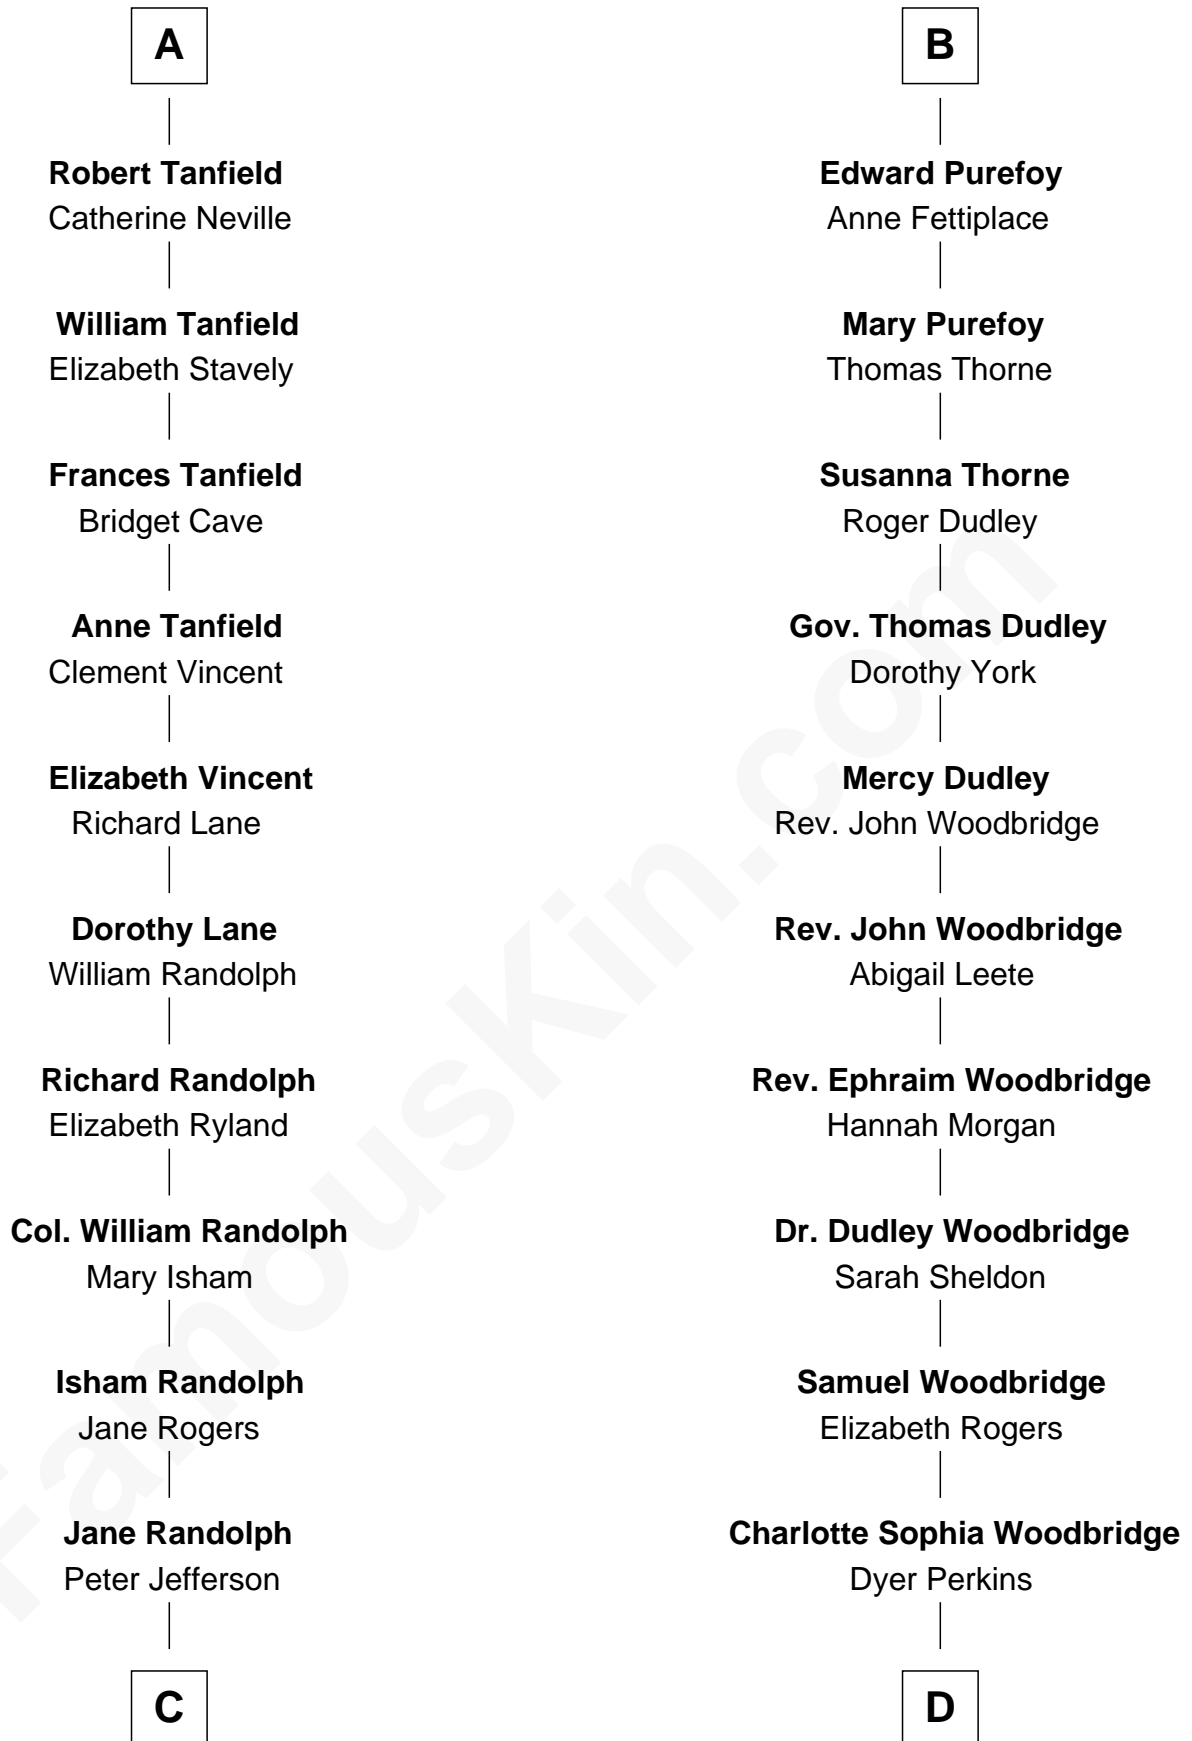 A
Robert Tanfield
Catherine Neville
William Tanfield
Elizabeth Stavely
Frances Tanfield
Bridget Cave
Anne Tanfield
Clement Vincent
Elizabeth Vincent
Richard Lane
Dorothy Lane
William Randolph
Richard Randolph
Elizabeth Ryland
Col. William Randolph
Mary Isham
Isham Randolph
Jane Rogers
Jane Randolph
Peter Jefferson
C
B
Edward Purefoy
Anne Fettiplace
Mary Purefoy
Thomas Thorne
Susanna Thorne
Roger Dudley
Gov. Thomas Dudley
Dorothy York
Mercy Dudley
Rev. John Woodbridge
Rev. John Woodbridge
Abigail Leete
Rev. Ephraim Woodbridge
Hannah Morgan
Dr. Dudley Woodbridge
Sarah Sheldon
Samuel Woodbridge
Elizabeth Rogers
Charlotte Sophia Woodbridge
Dyer Perkins
D
FamousKin.com